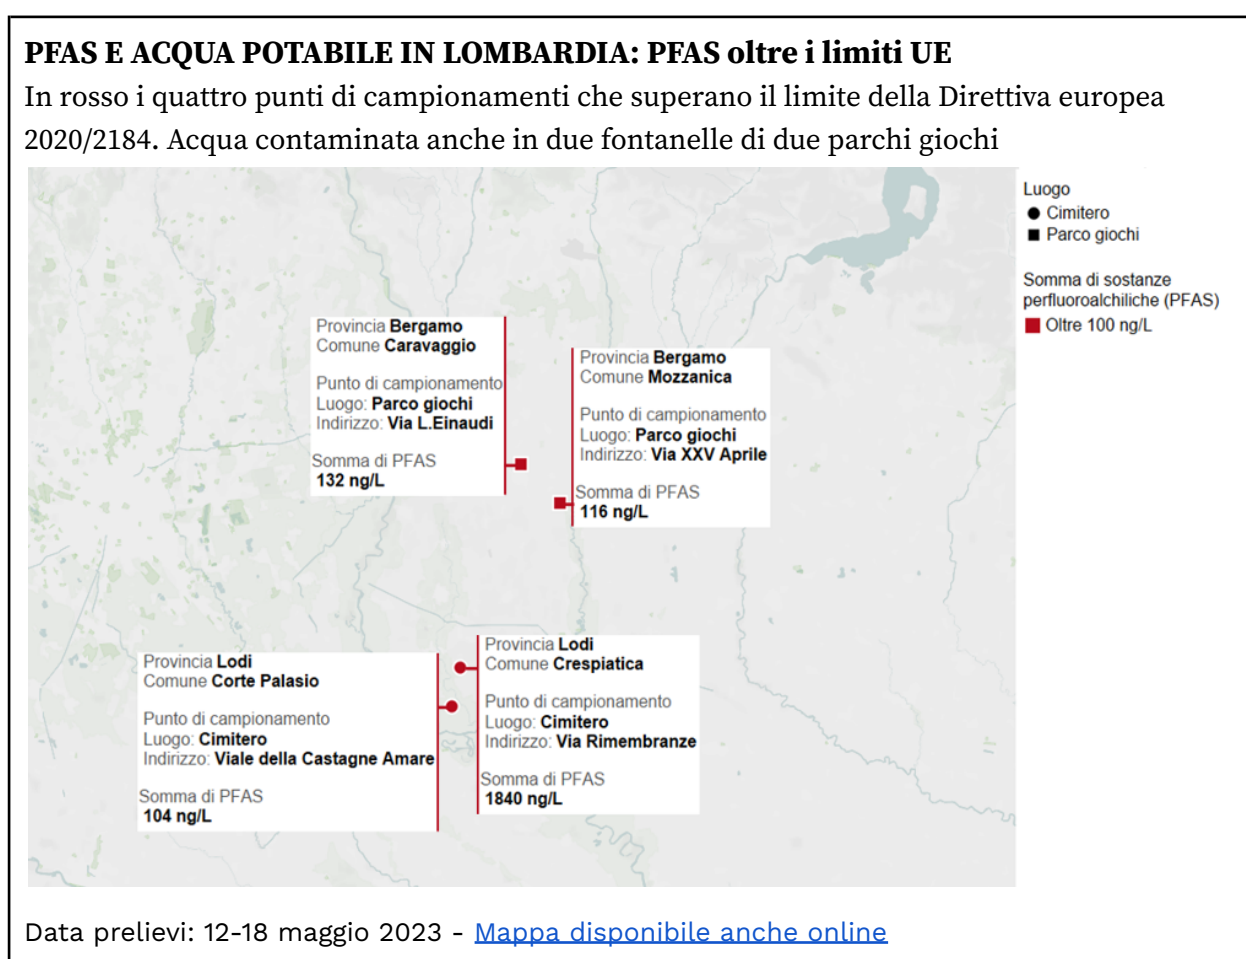 PFAS E ACQUA POTABILE IN LOMBARDIA: PFAS oltre i limiti UE
In rosso i quattro punti di campionamenti che superano il limite della Direttiva europea
2020/2184. Acqua contaminata anche in due fontanelle di due parchi giochi
Luogo
Cimitero
Parco giochi
Somma di sostanze
perfluoroalchiliche (PFAS)
Oltre 100 ng/L
Provincia Bergamo
Comune Caravaggio
Punto di campionamento
Luogo: Parco giochi
Indirizzo: Via L.Einaudi
Somma di PFAS
132 ng/L
Provincia Bergamo
Comune Mozzanica
Punto di campionamento
Luogo: Parco giochi
Indirizzo: Via XXV Aprile
Somma di PFAS
116 ng/L
Provincia Lodi
Comune Corte Palasio
Punto di campionamento
Luogo: Cimitero
Indirizzo: Viale della Castagne Amare
Somma di PFAS
104 ng/L
Provincia Lodi
Comune Crespiatica
Punto di campionamento
Luogo: Cimitero
Indirizzo: Via Rimembranze
Somma di PFAS
1840 ng/L
Data prelievi: 12-18 maggio 2023 - Mappa disponibile anche online